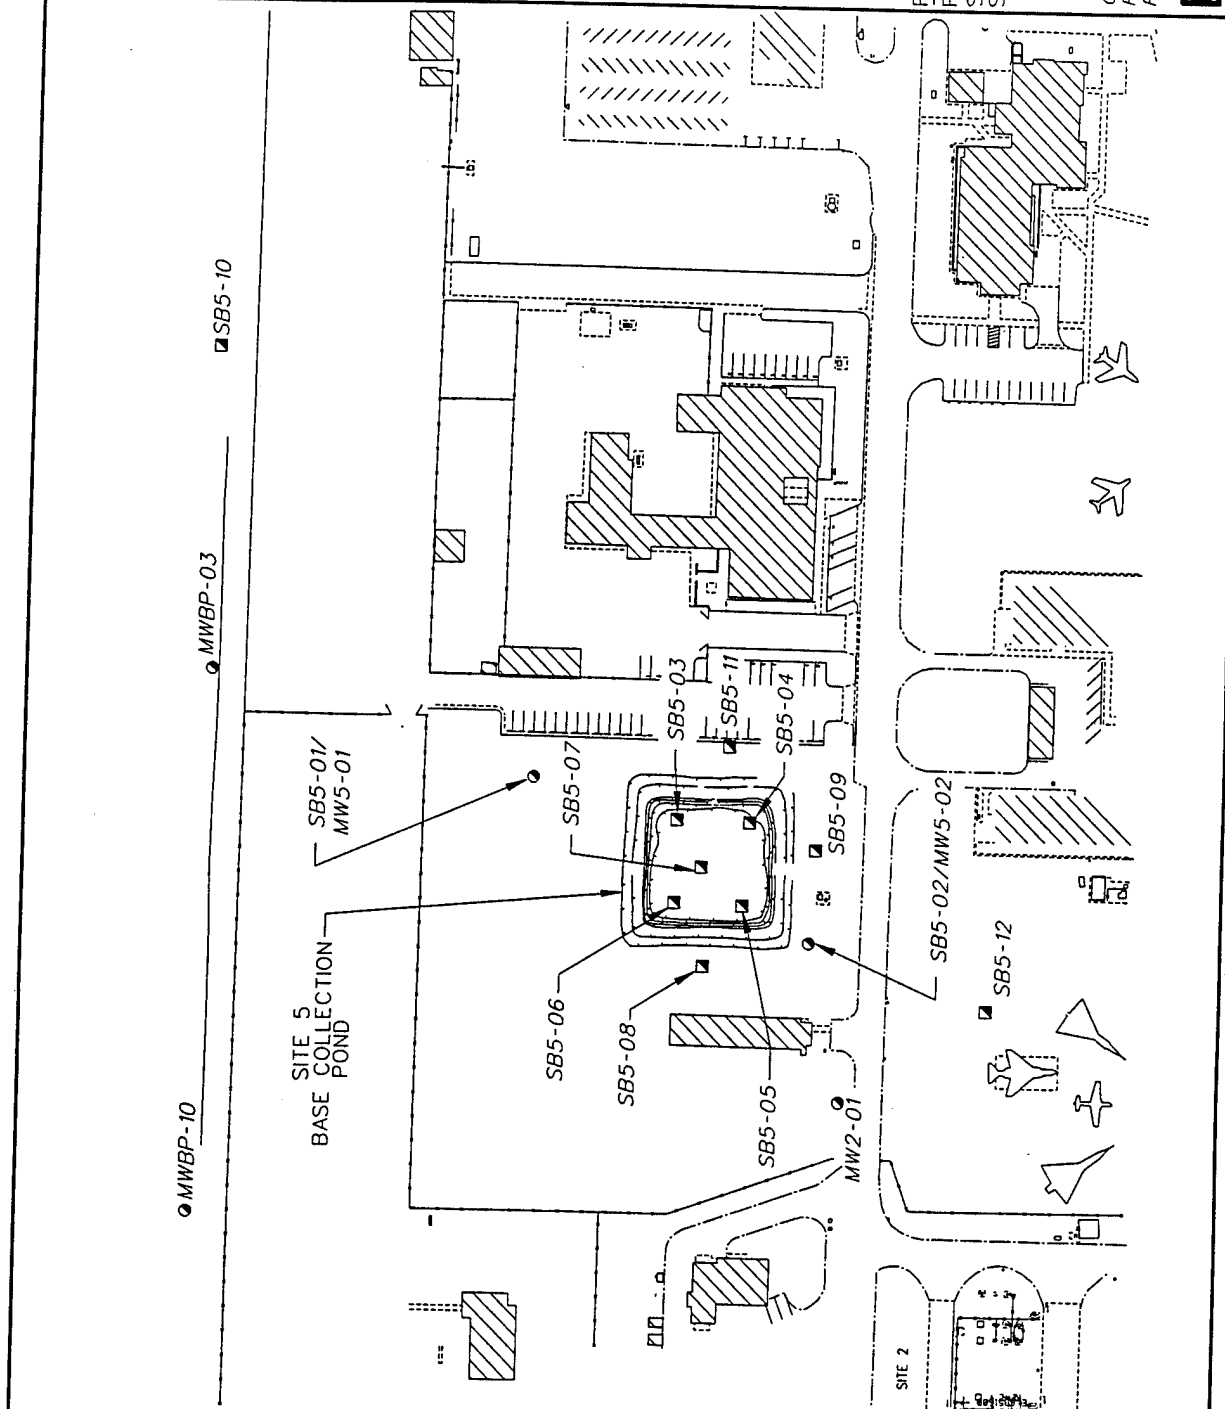 SB5-10
MWBP-03
MWBP-10
SITE 5
BASE COLLECTION
POND
SB5-01/
MW5-01
SB5-07
SB5-03
SB5-11
SB5-04
SB5-09
SB5-02/MW5-02
SB5-12
SB5-06
SB5-08
SB5-05
MW2-01
SITE 2